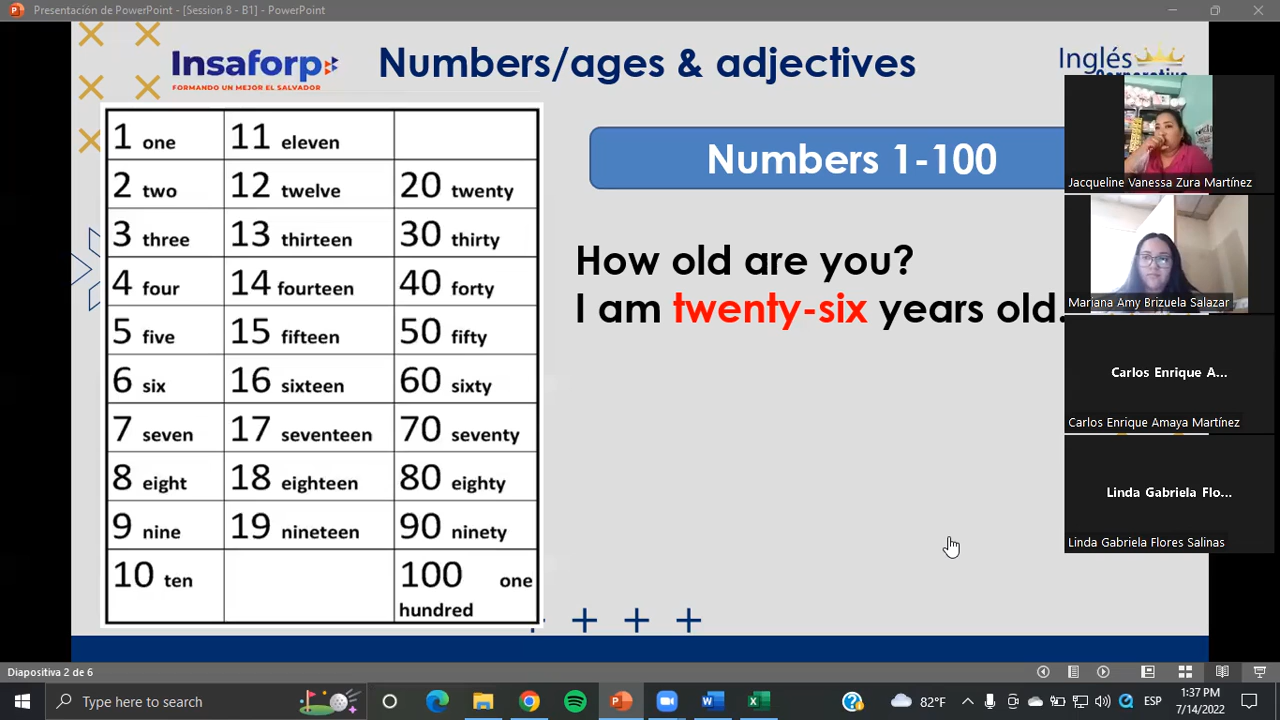 Presentación de PowerPoint - [Session 8 - B1] - PowerPoint
Insaforp
FORMANDO UN MEJOR EL SALVADOR
Numbers/ages & adjectives
Inglés
Corporativo
1 one 11 eleven
2 two 12 twelve 20 twenty
3 three 13 thirteen 30 thirty
4 four 14 fourteen 40 forty
5 five 15 fifteen 50 fifty
6 six 16 sixteen 60 sixty
7 seven 17 seventeen 70 seventy
8 eight 18 eighteen 80 eighty
9 nine 19 nineteen 90 ninety
10 ten 100 one
hundred
Numbers 1-100
How old are you?
I am twenty-six years old.
Jacqueline Vanessa Zura Martínez
Mariana Amy Brizuela Salazar
Carlos Enrique A...
Carlos Enrique Amaya Martínez
Linda Gabriela Flo...
Linda Gabriela Flores Salinas
Diapositiva 2 de 6
Type here to search
82°F
ESP
1:37 PM
7/14/2022